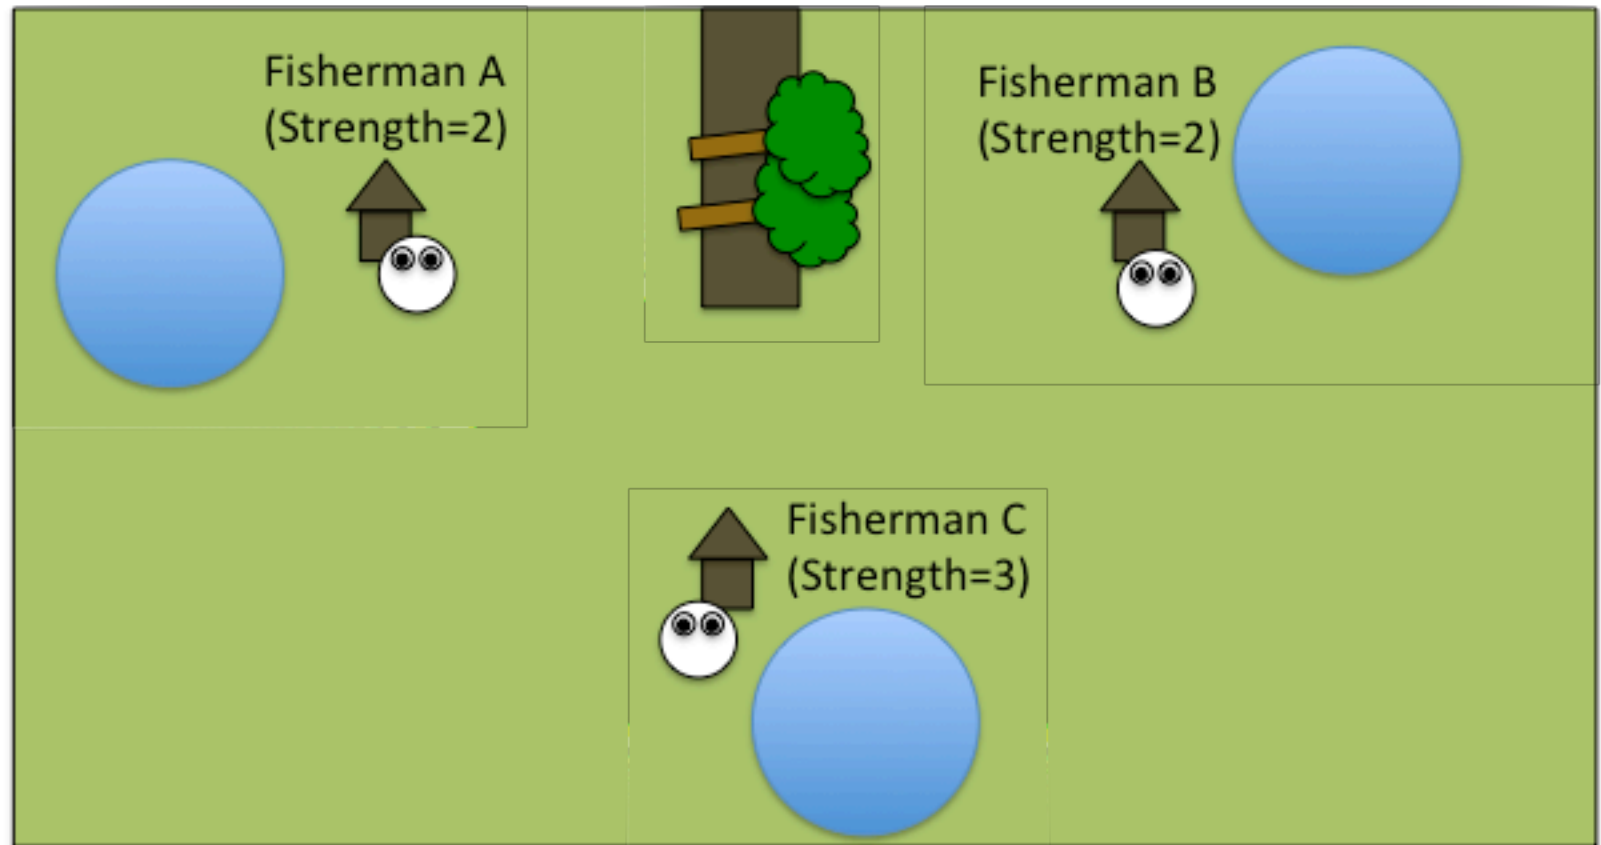 Fisherman A
(Strength=2)
Fisherman B
(Strength=2)
Fisherman C
(Strength=3)